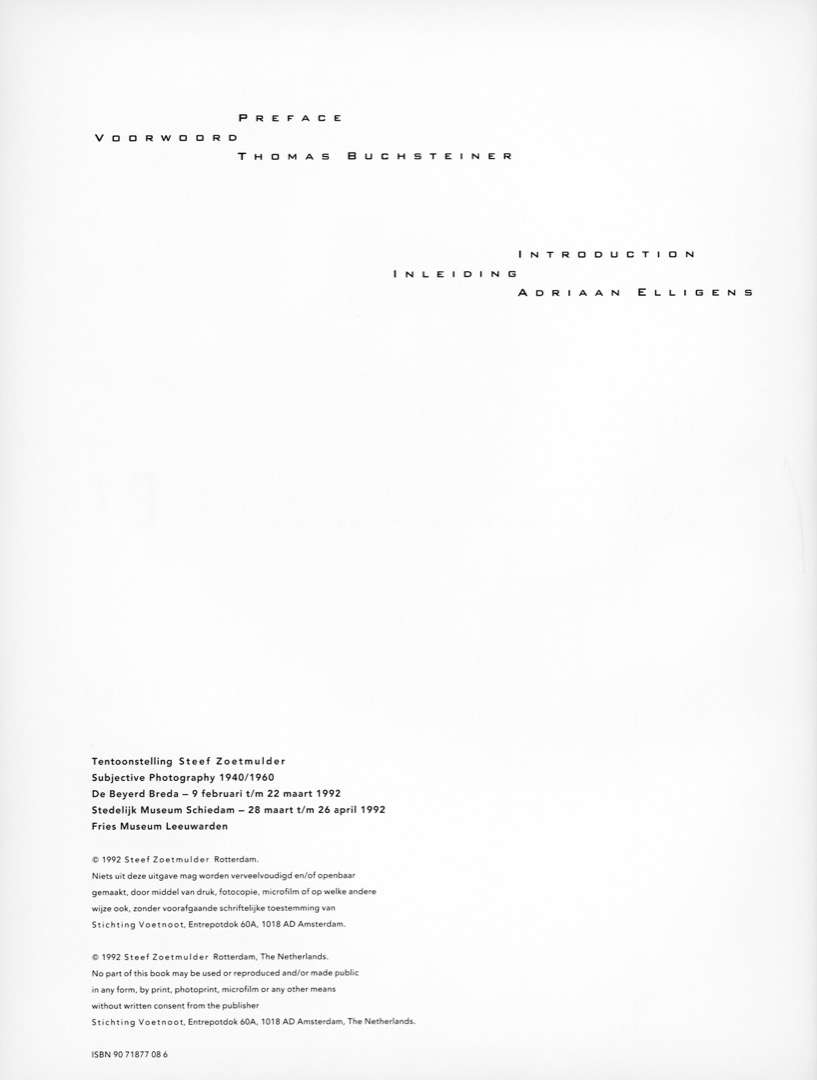 PREFACE
VOORWOORD
THOMAS BUCHSTEINER
INTRODUCTION
INLEIDING
ADRIAAN ELLIGENS
Tentoonstelling Steef Zoetmulder
Subjective Photography 1940/1960
De Beyerd Breda – 9 februari t/m 22 maart 1992
Stedelijk Museum Schiedam – 28 maart t/m 26 april 1992
Fries Museum Leeuwarden
© 1992 Steef Zoetmulder Rotterdam.
Niets uit deze uitgave mag worden verveelvoudigd en/of openbaar
gemaakt, door middel van druk, fotocopie, microfilm of op welke andere
wijze ook, zonder voorafgaande schriftelijke toestemming van
Stichting Voetnoot, Entrepotdok 60A, 1018 AD Amsterdam.
© 1992 Steef Zoetmulder Rotterdam, The Netherlands.
No part of this book may be used or reproduced and/or made public
in any form, by print, photoprint, microfilm or any other means
without written consent from the publisher
Stichting Voetnoot, Entrepotdok 60A, 1018 AD Amsterdam, The Netherlands.
ISBN 90 71877 08 6